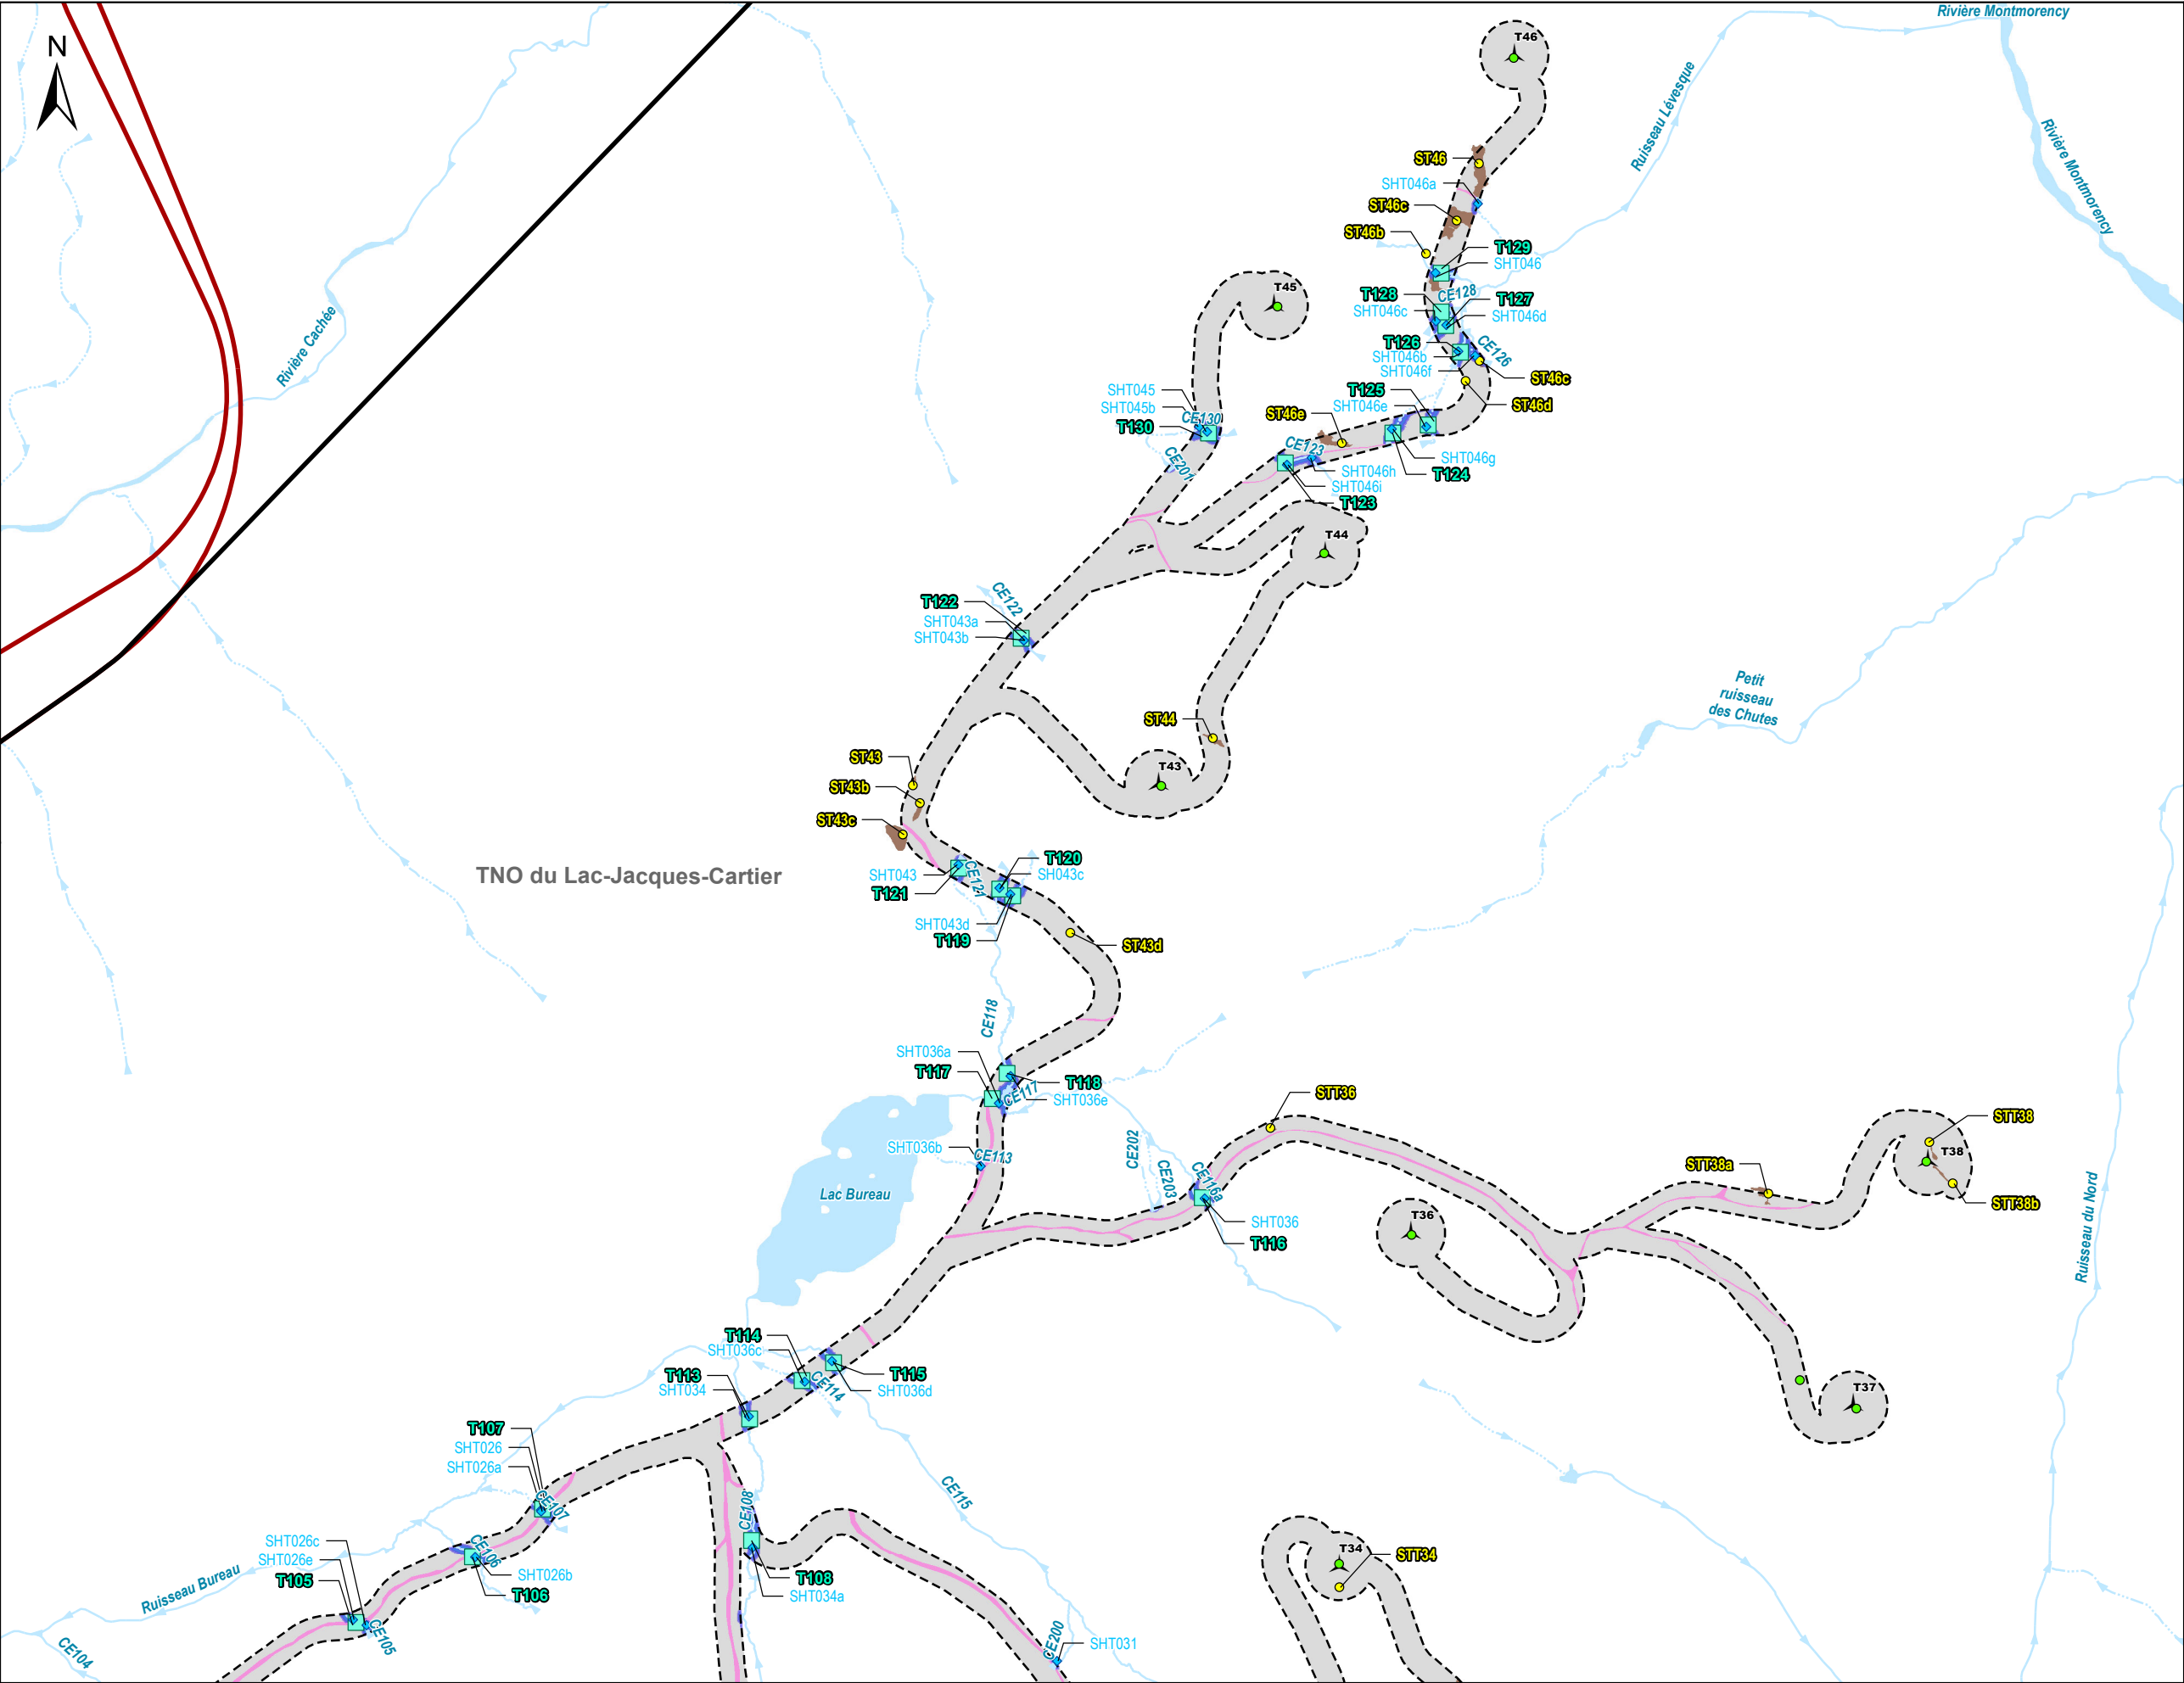 Rivière Montmorency
N
T46
Ruisseau Lévesque
Rivière Montmorency
ST46
SHT046a
ST46c
ST46b
T129
SHT046
T45
T128
CE128
T127
SHT046c
SHT046d
Rivière Cachée
T126
CE126
SHT046b
SHT046f
ST46c
SHT045
T125
ST46d
SHT045b
SHT046e
CE130
ST46e
T130
CE123
CE201
SHT046g
SHT046h
T124
SHT046i
T123
T44
CE122
T122
SHT043a
SHT043b
Petit
ruisseau
des Chutes
ST44
ST43
T43
ST43b
ST43c
T120
TNO du Lac-Jacques-Cartier
SHT043
CE121
SH043c
T121
SHT043d
T119
ST43d
CE118
SHT036a
T117
T118
CE117
SHT036e
STT36
STT38
CE202
SHT036b
CE113
T38
STT38a
CE203
CE116a
Lac Bureau
STT38b
SHT036
T36
T116
Ruisseau du Nord
T114
SHT036c
T113
T115
SHT034
CE114
SHT036d
T37
T107
SHT026
SHT026a
CE115
CE107
CE108
SHT026c
CE106
T34
STT34
SHT026e
SHT026b
T105
T108
T106
SHT034a
Ruisseau Bureau
CE105
CE200
SHT031
CE104